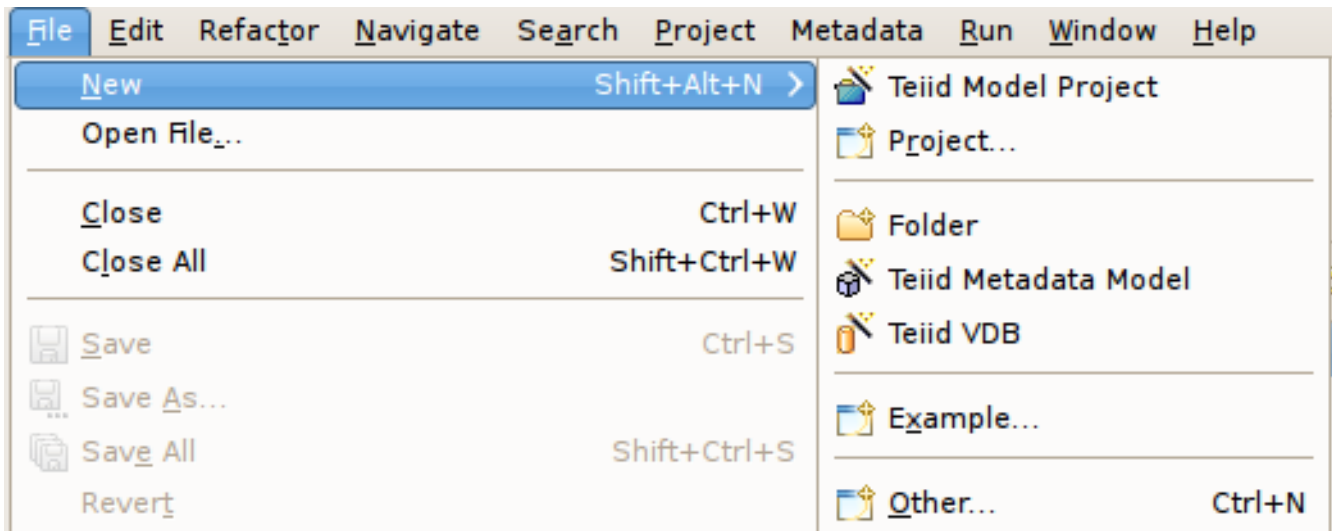 File Edit Refactor Navigate Search Project Metadata Run Window Help
New Shift+Alt+N
Open File...
Close Ctrl+W
Close All Shift+Ctrl+W
Save Ctrl+S
Save As...
Save All Shift+Ctrl+S
Revert
Teiid Model Project
Project...
Folder
Teiid Metadata Model
Teiid VDB
Example...
Other... Ctrl+N